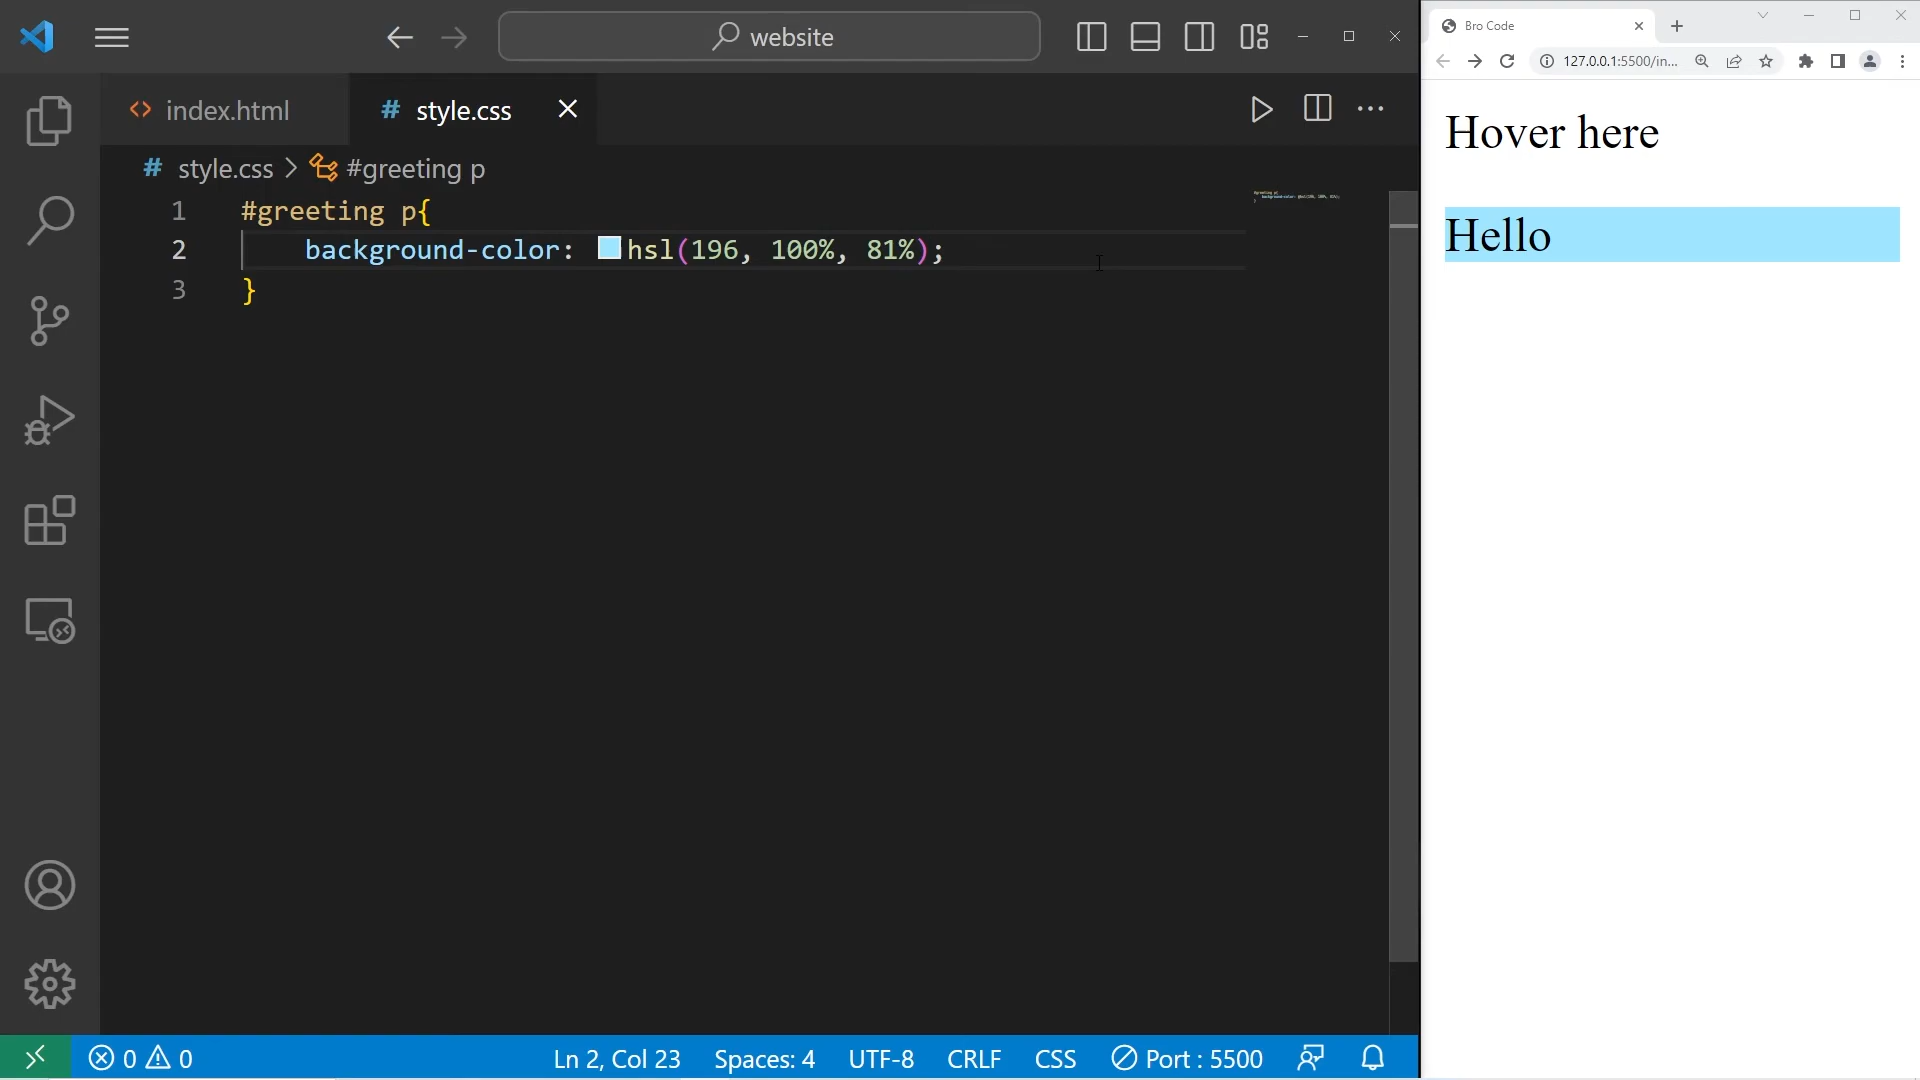 website
index.html
# style.css
# style.css > #greeting p
1 #greeting p{
2 background-color: hsl(196, 100%, 81%);
3 }
0 0
Ln 2, Col 23
Spaces: 4
UTF-8
CRLF
CSS
Port : 5500
Bro Code
127.0.0.1:5500/in...
Hover here
Hello